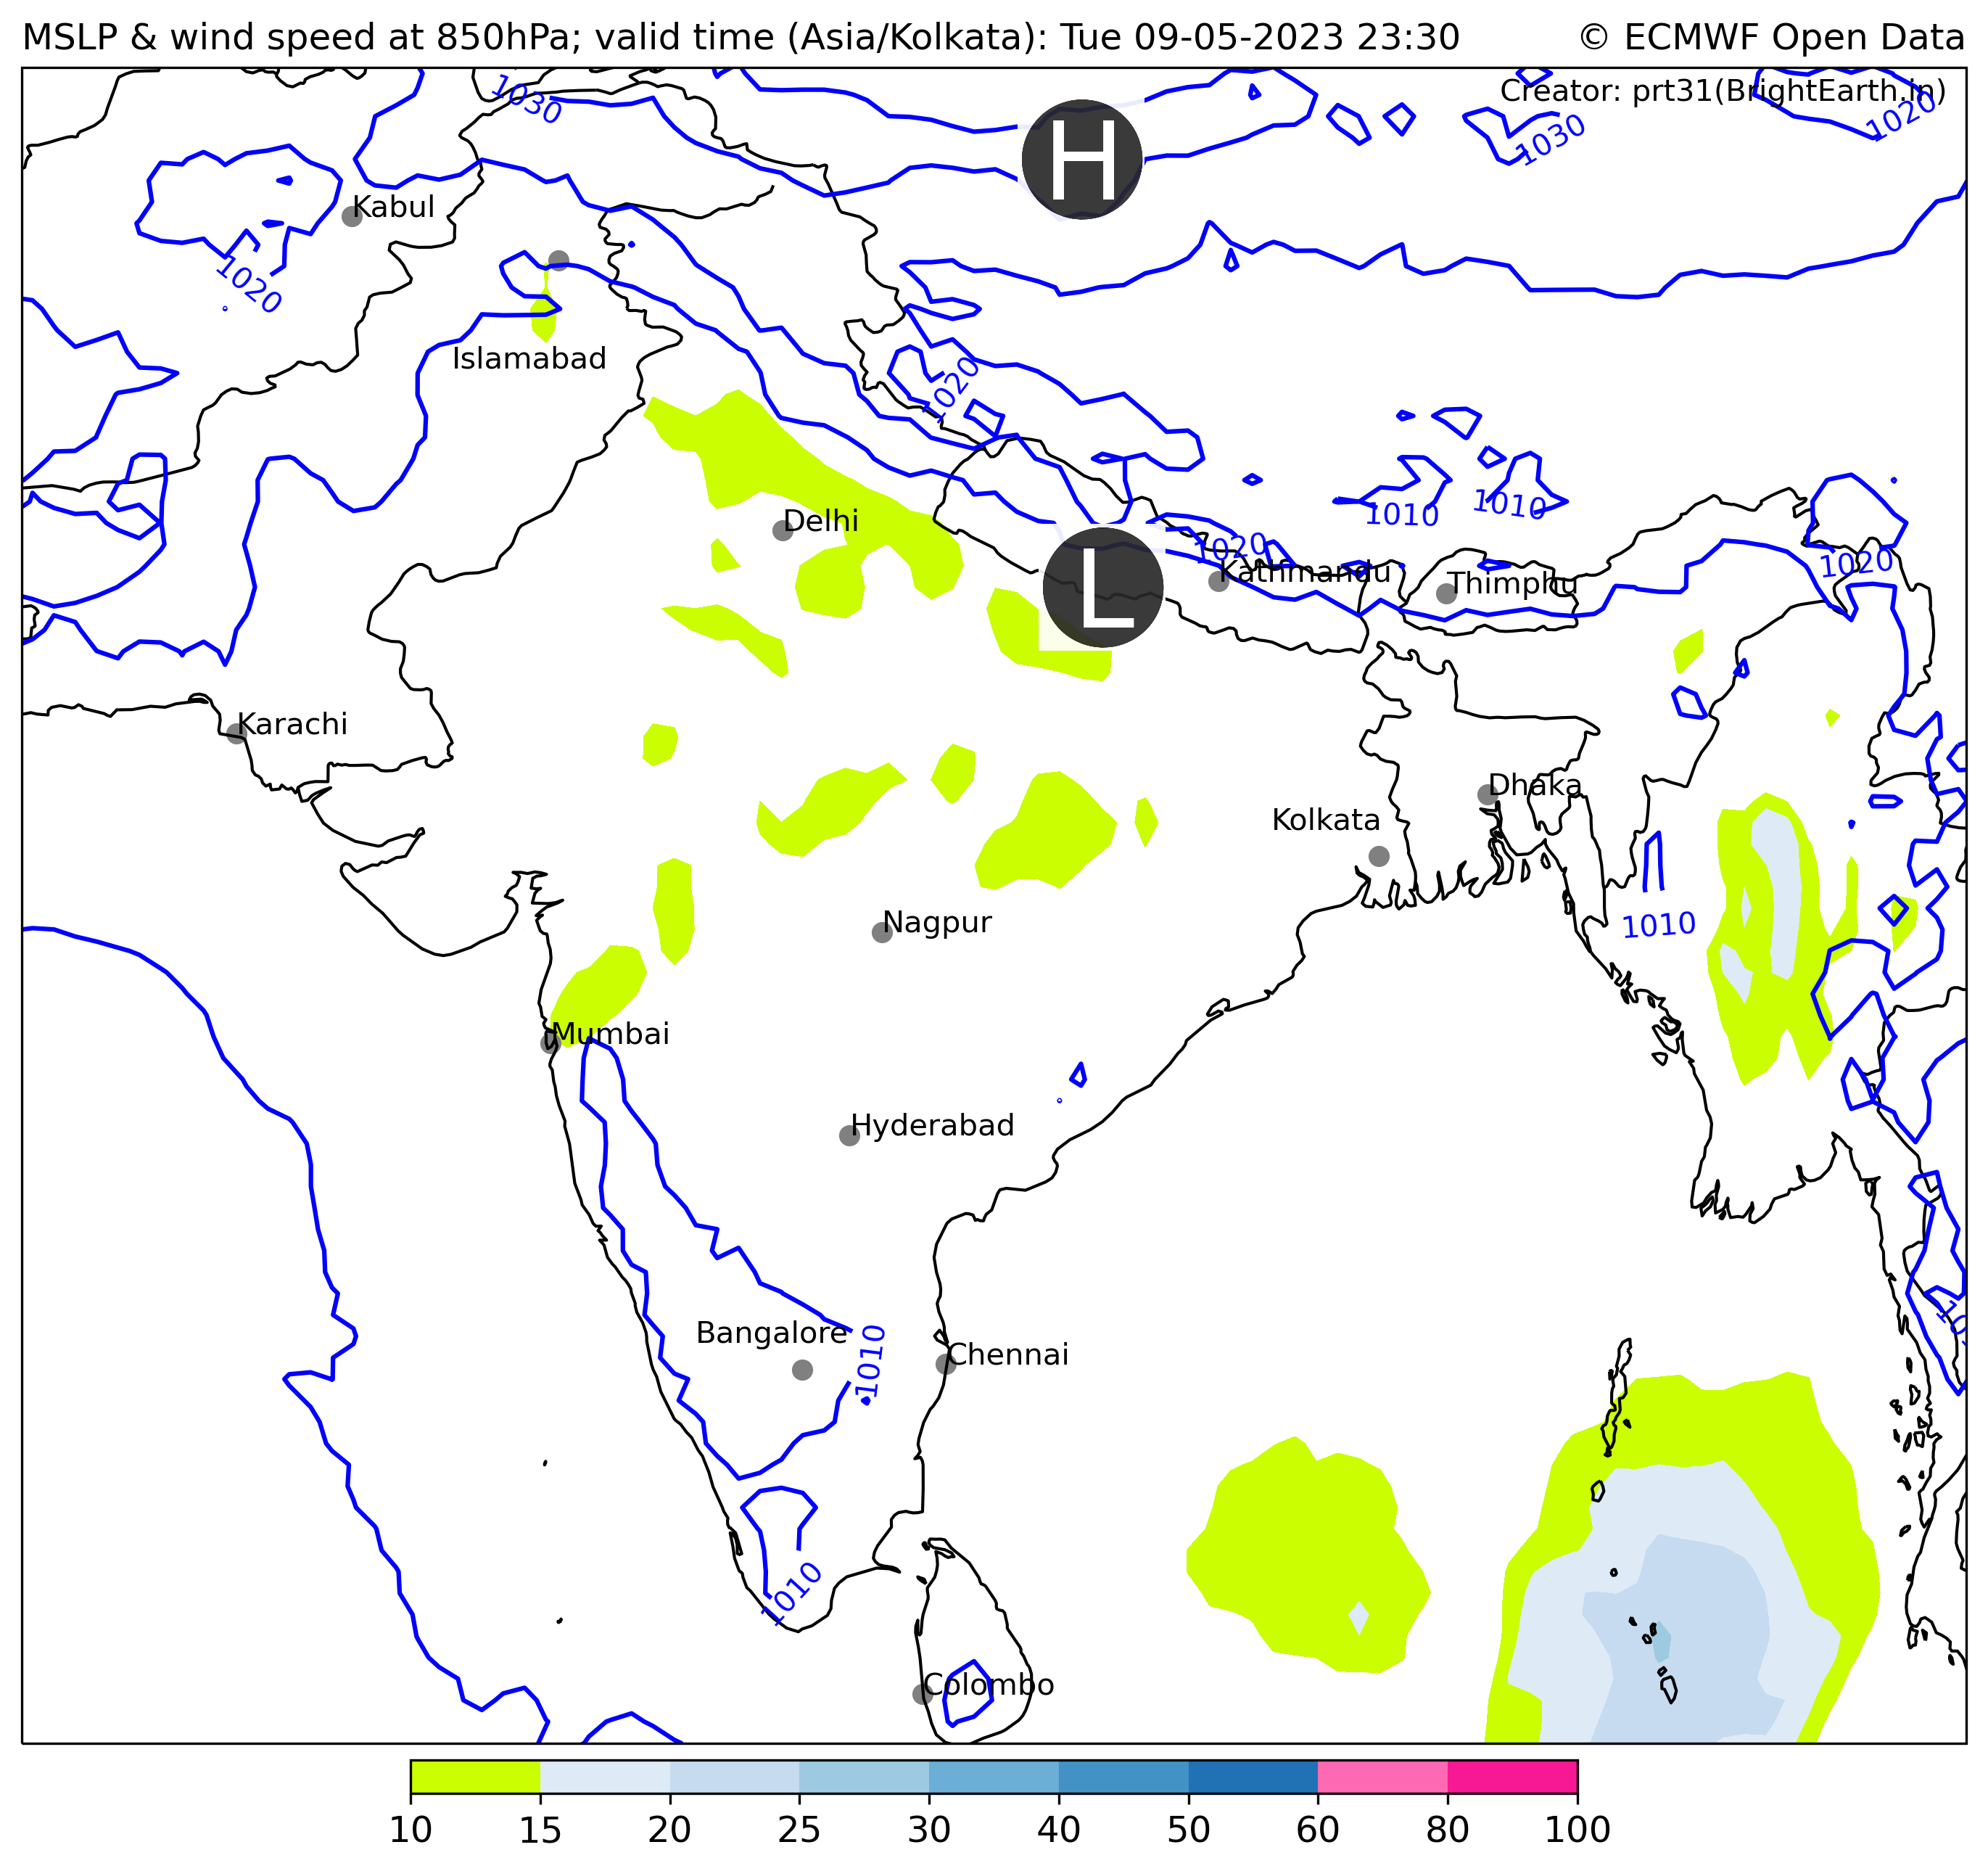 MSLP & wind speed at 850hPa; valid time (Asia/Kolkata): Tue 09-05-2023 23:30
© ECMWF Open Data
Creator: prt31(BrightEarth.in)
1030
H
1030
1020
Kabul
1020
Islamabad
1020
1010
1010
Delhi
L
1020
Kathmandu
Thimphu
1020
Karachi
Dhaka
Kolkata
Nagpur
1010
Mumbai
Hyderabad
Bangalore
1010
Chennai
1010
Colombo
10 15 20 25 30 40 50 60 80 100